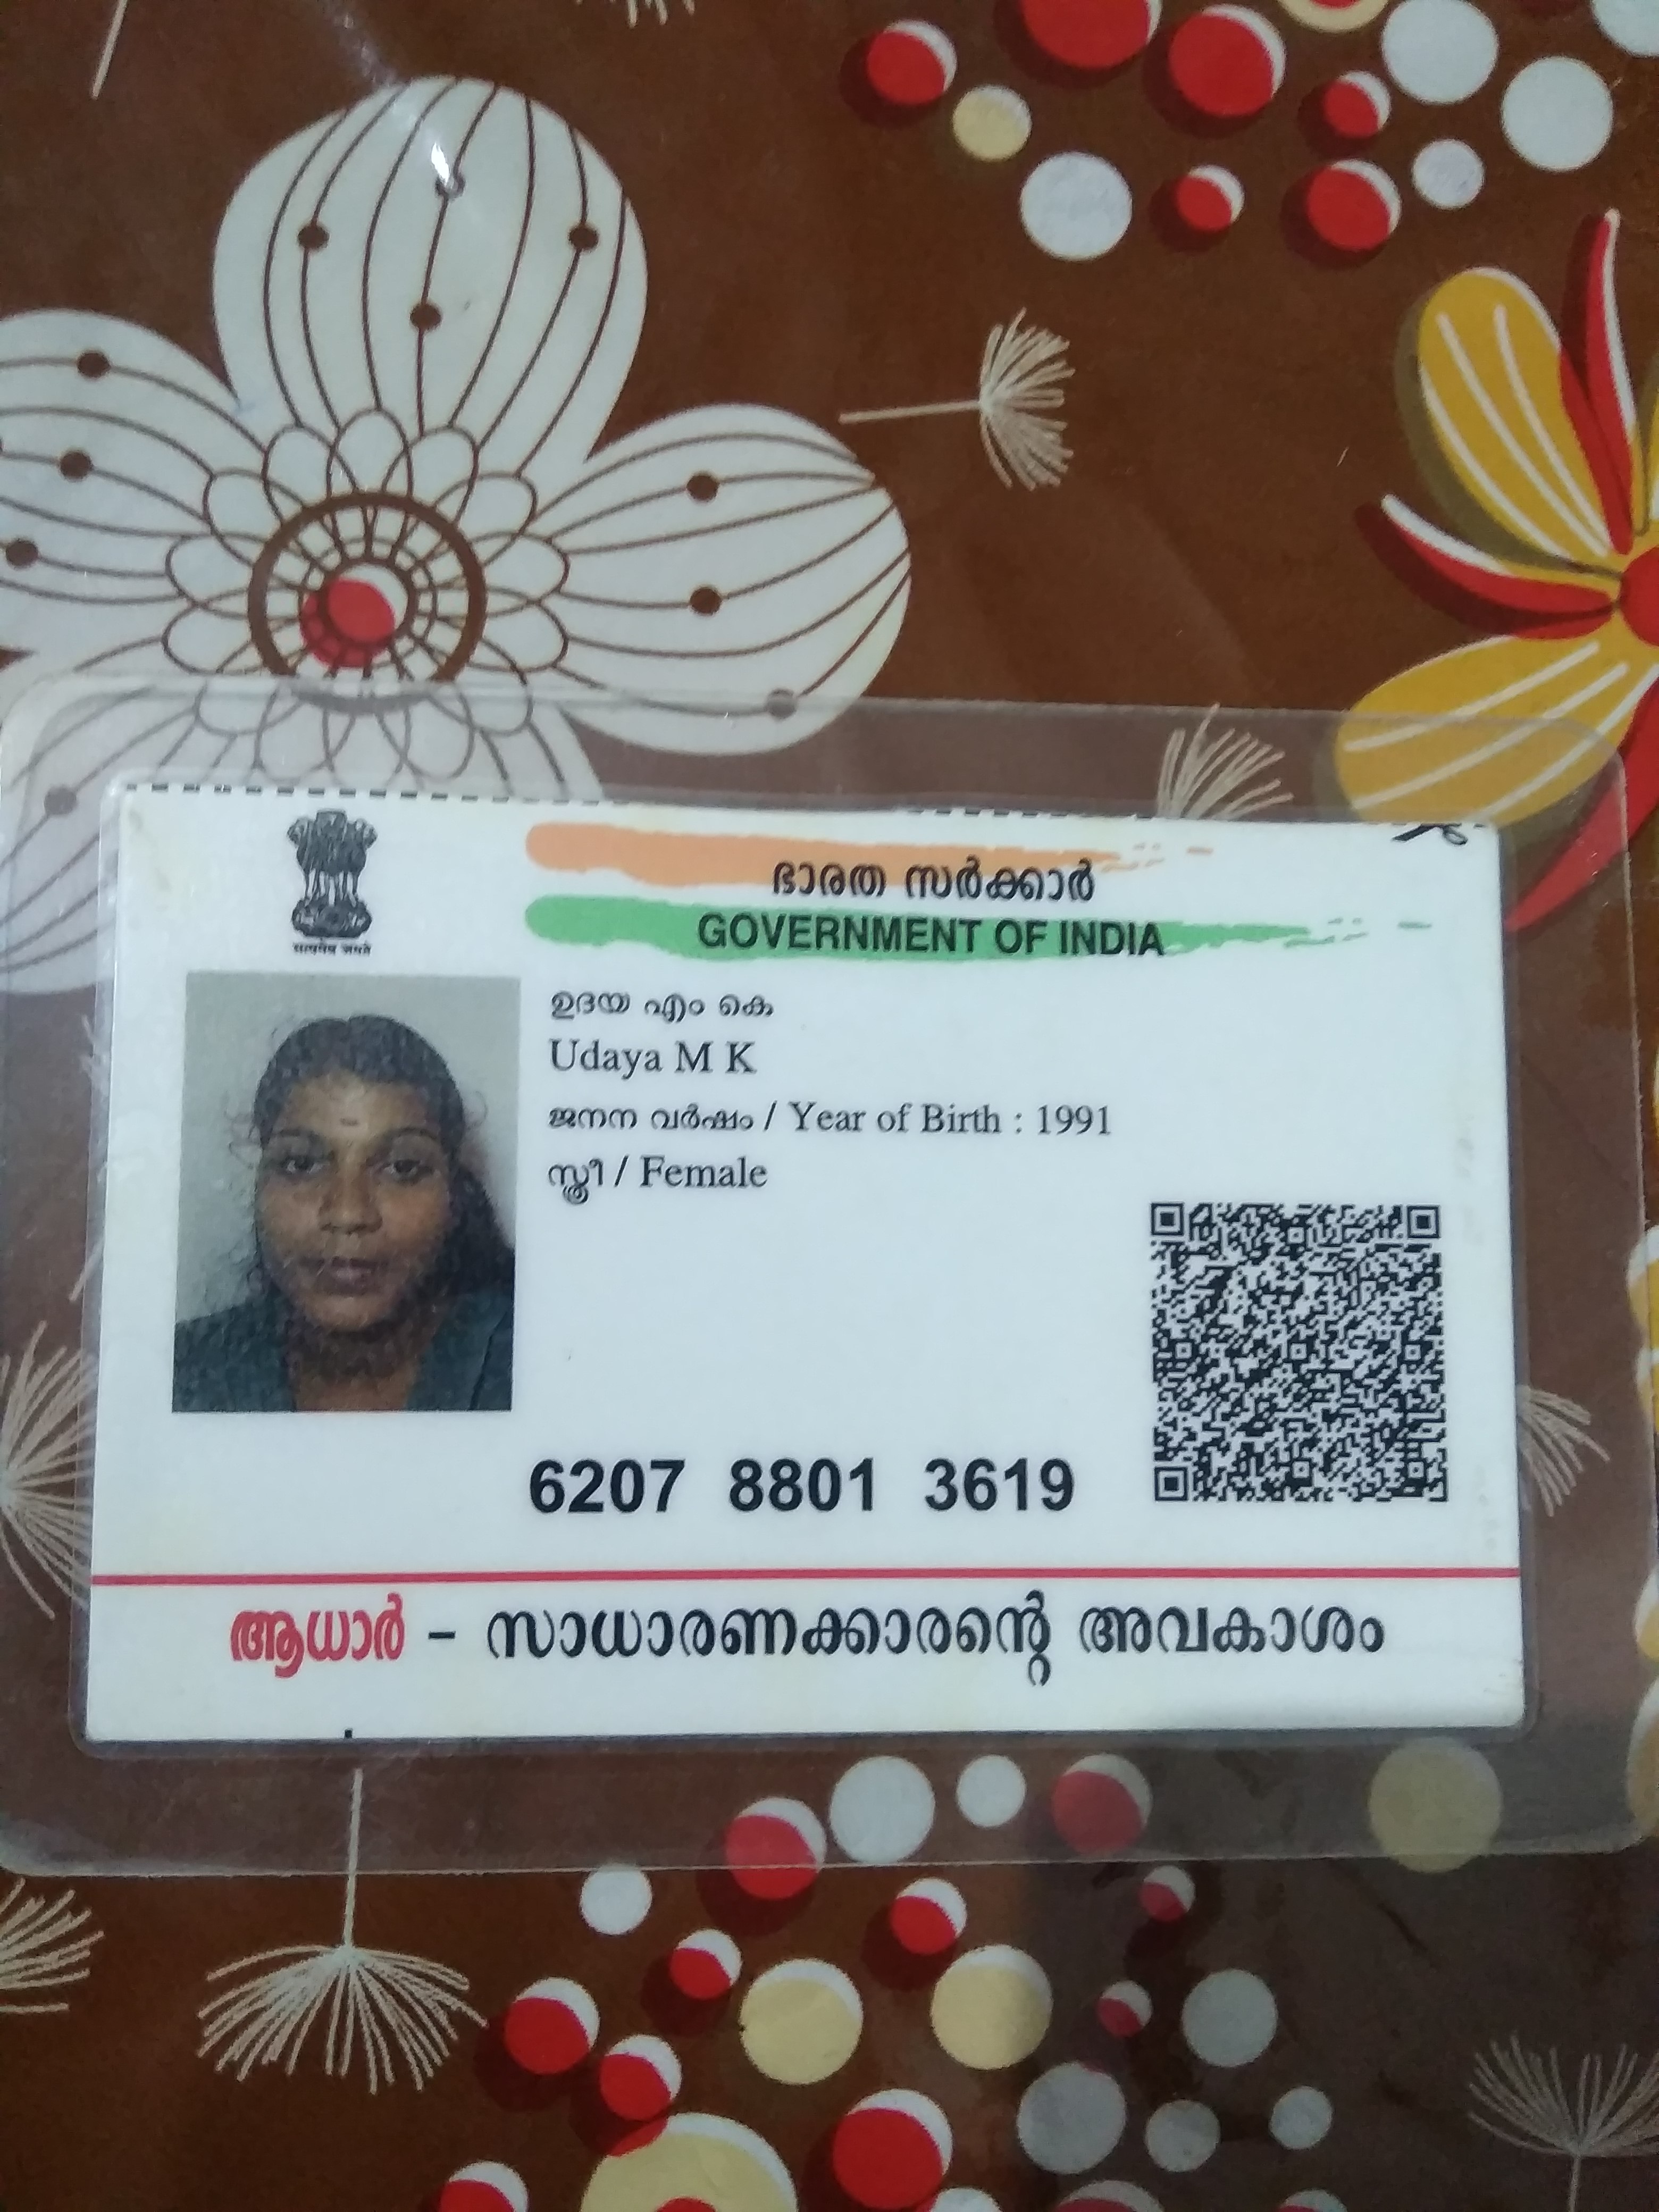 ഭാരത സർക്കാർ
GOVERNMENT OF INDIA
सत्यमेव जयते
ഉദയ എം കെ
Udaya M K
ജനന വർഷം / Year of Birth : 1991
സ്ത്രീ / Female
6207 8801 3619
ആധാർ – സാധാരണക്കാരന്റെ അവകാശം